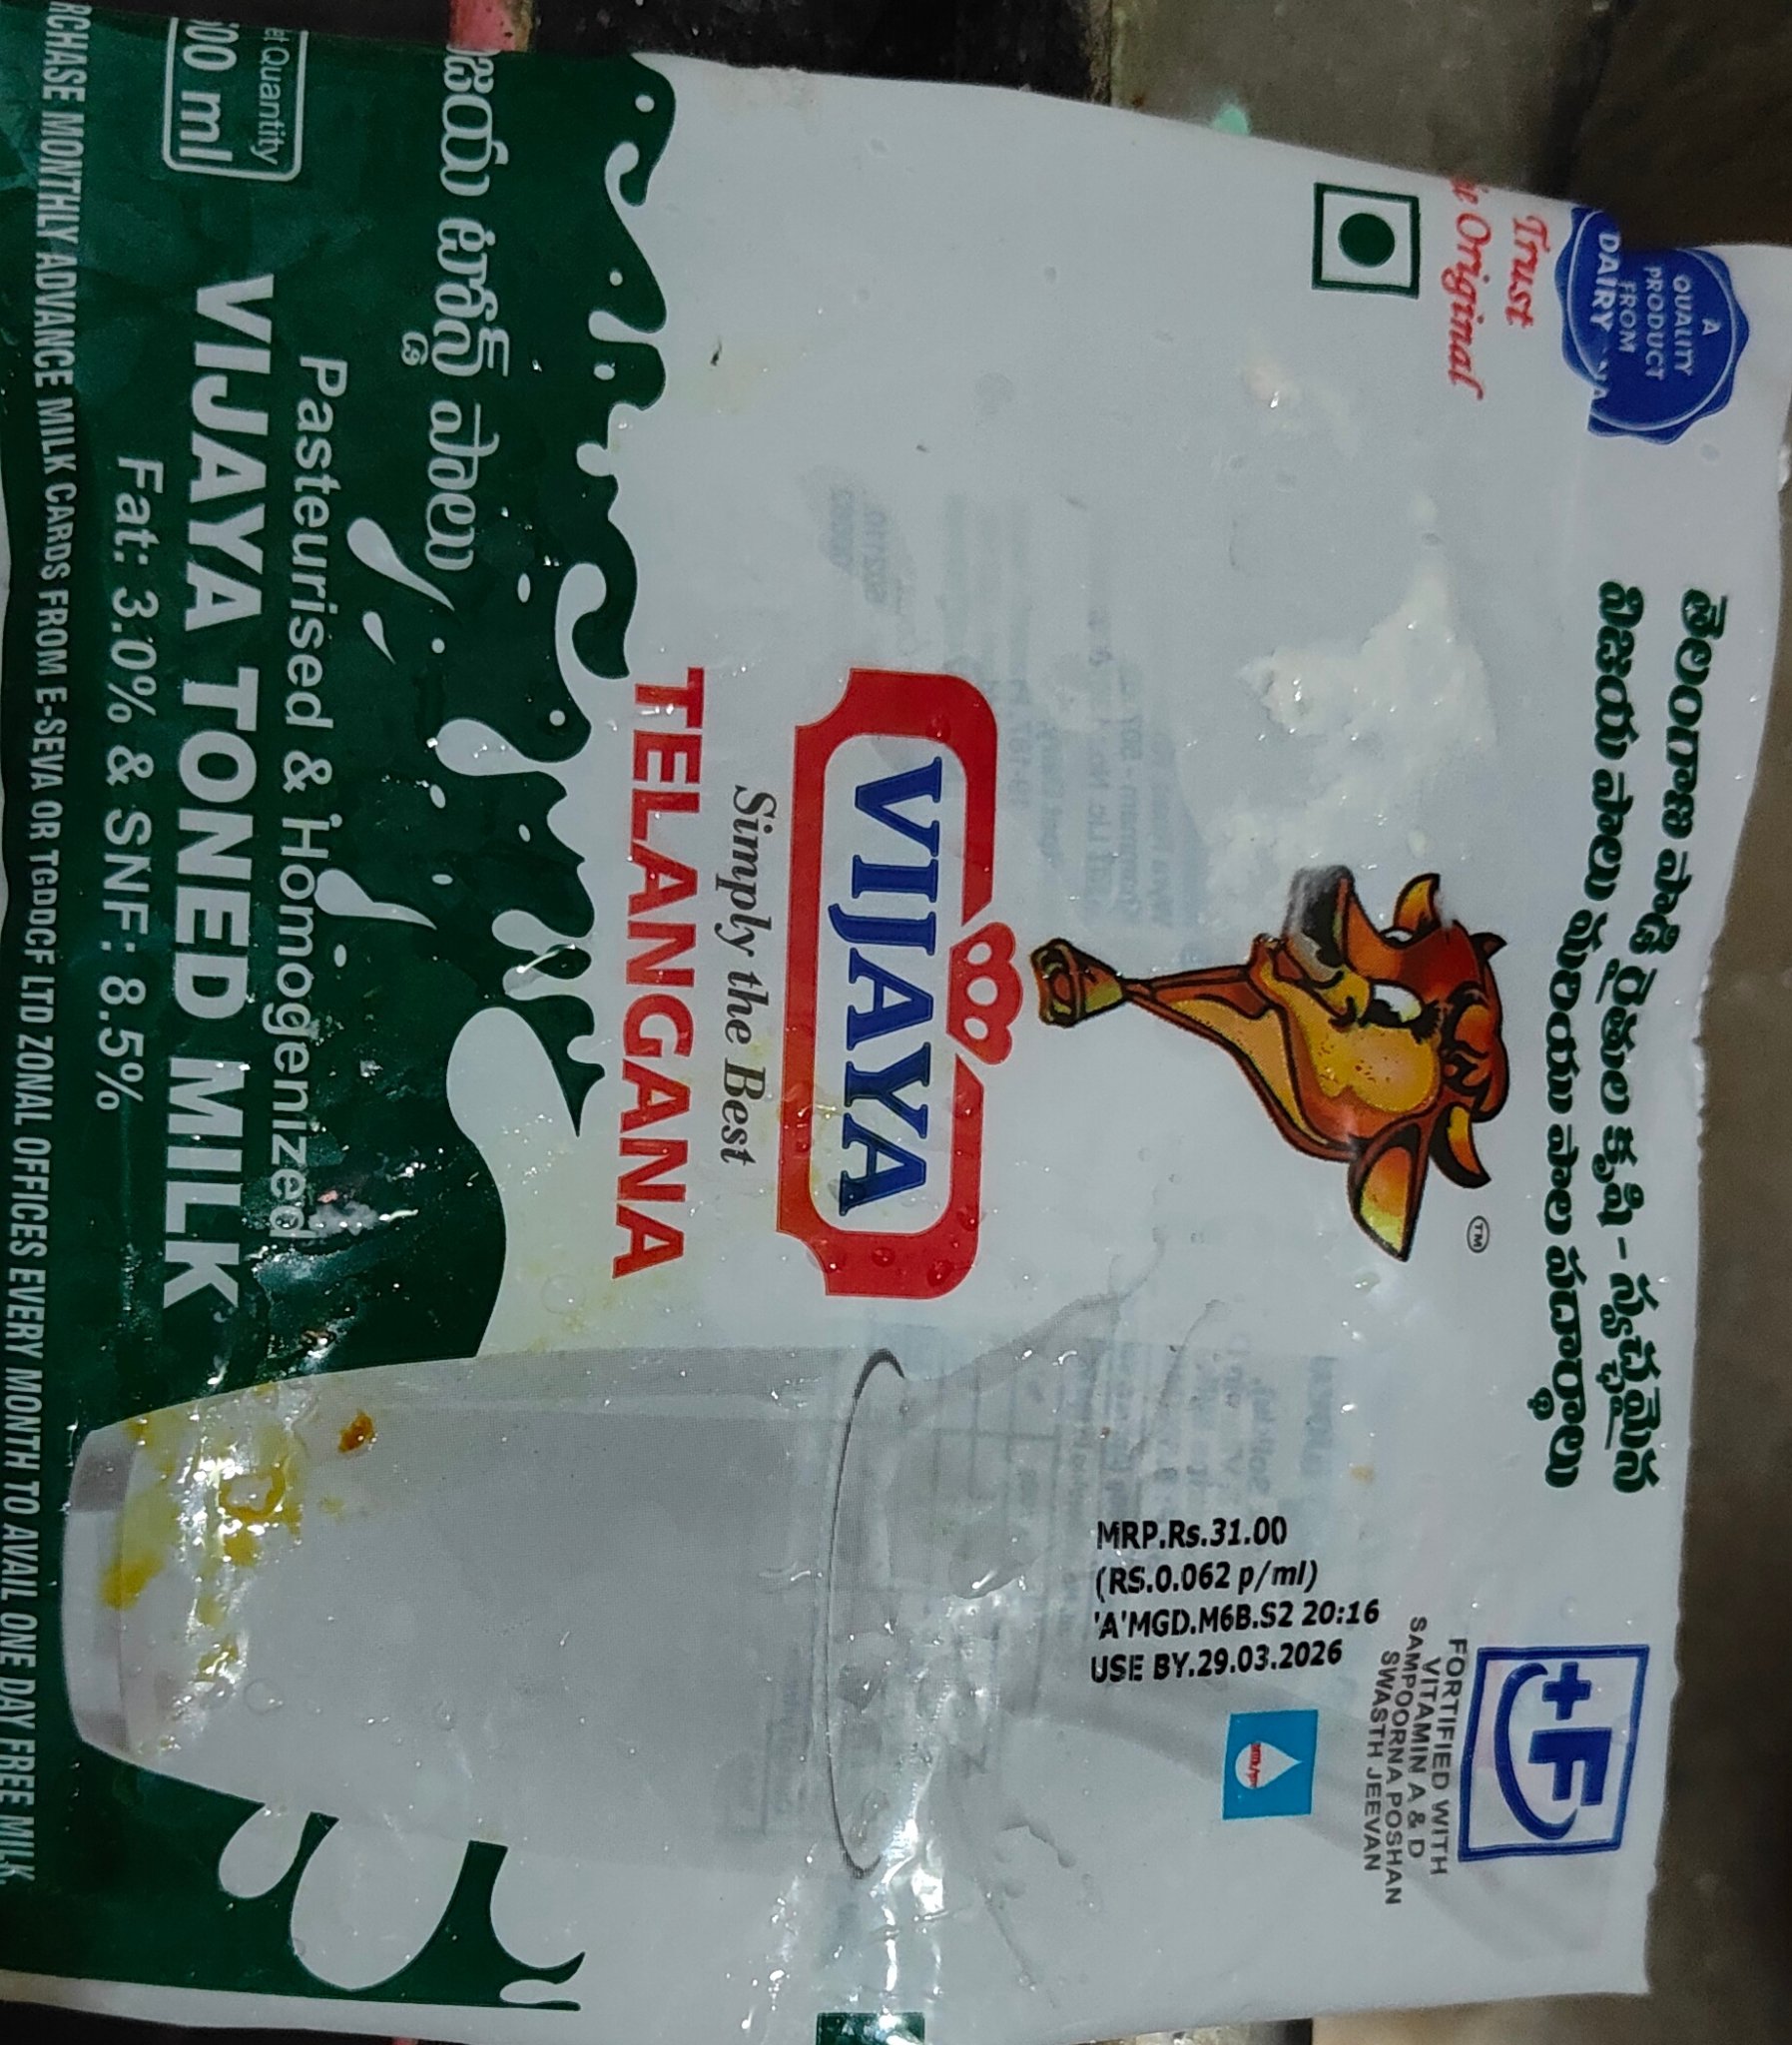 తెలంగాణ పాడి రైతుల కృషి - స్వచ్ఛమైన
విజయ పాలు మరియు పాల పదార్థాలు
A
QUALITY
PRODUCT
FROM
DAIRY
Trust
Original
TM
+F
FORTIFIED WITH
VITAMIN A & D
SAMPOORNA POSHAN
SWASTH JEEVAN
MRP.Rs.31.00
(RS.0.062 p/ml)
'A'MGD.M6B.S2 20:16
USE BY.29.03.2026
VIJAYA
Simply the Best
TELANGANA
టోన్డ్ పాలు
Quantity
ml
Pasteurised & Homogenized
VIJAYA TONED MILK
Fat: 3.0% & SNF: 8.5%
MONTHLY ADVANCE MILK CARDS FROM E-SEVA OR TGDDCF LTD ZONAL OFFICES EVERY MONTH TO AVAIL ONE DAY FREE MILK.